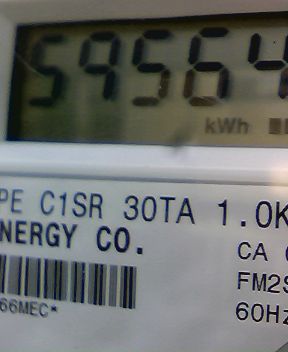 59564
kWh
PE C1SR 30TA 1.0K
NERGY CO.
CA
FM2S
66MEC*
60Hz